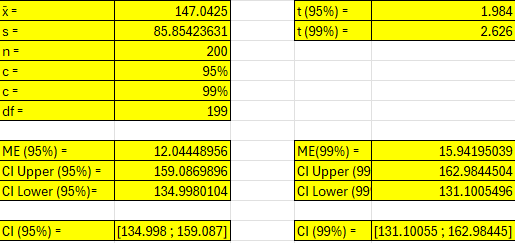 x̄ = 147.0425 t (95%) = 1.984
s = 85.85423631 t (99%) = 2.626
n = 200
c = 95%
c = 99%
df = 199
ME (95%) = 12.04448956 ME(99%) = 15.94195039
CI Upper (95%) = 159.0869896 CI Upper (99 162.9844504
CI Lower (95%)= 134.9980104 CI Lower (99 131.1005496
CI (95%) = [134.998 ; 159.087] CI (99%) = [131.10055 ; 162.98445]